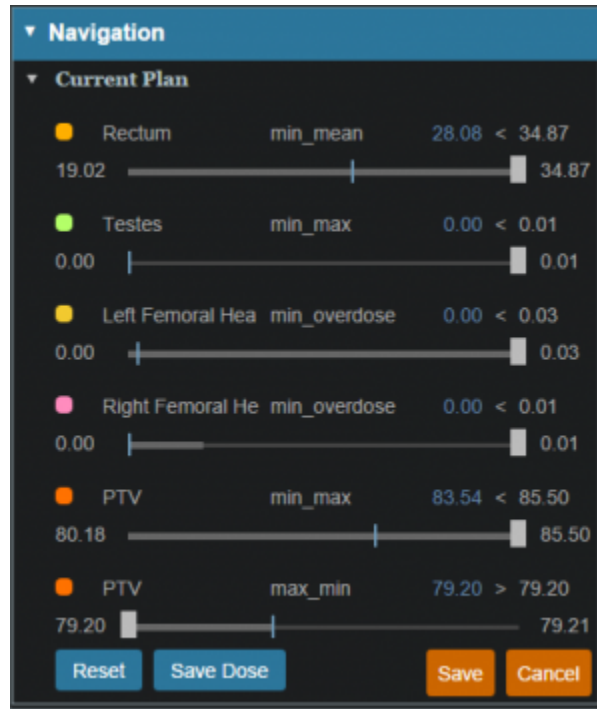 Navigation
Current Plan
Rectum min_mean 28.08 < 34.87
19.02 34.87
Testes min_max 0.00 < 0.01
0.00 0.01
Left Femoral Hea min_overdose 0.00 < 0.03
0.00 0.03
Right Femoral He min_overdose 0.00 < 0.01
0.00 0.01
PTV min_max 83.54 < 85.50
80.18 85.50
PTV max_min 79.20 > 79.20
79.20 79.21
Reset Save Dose Save Cancel